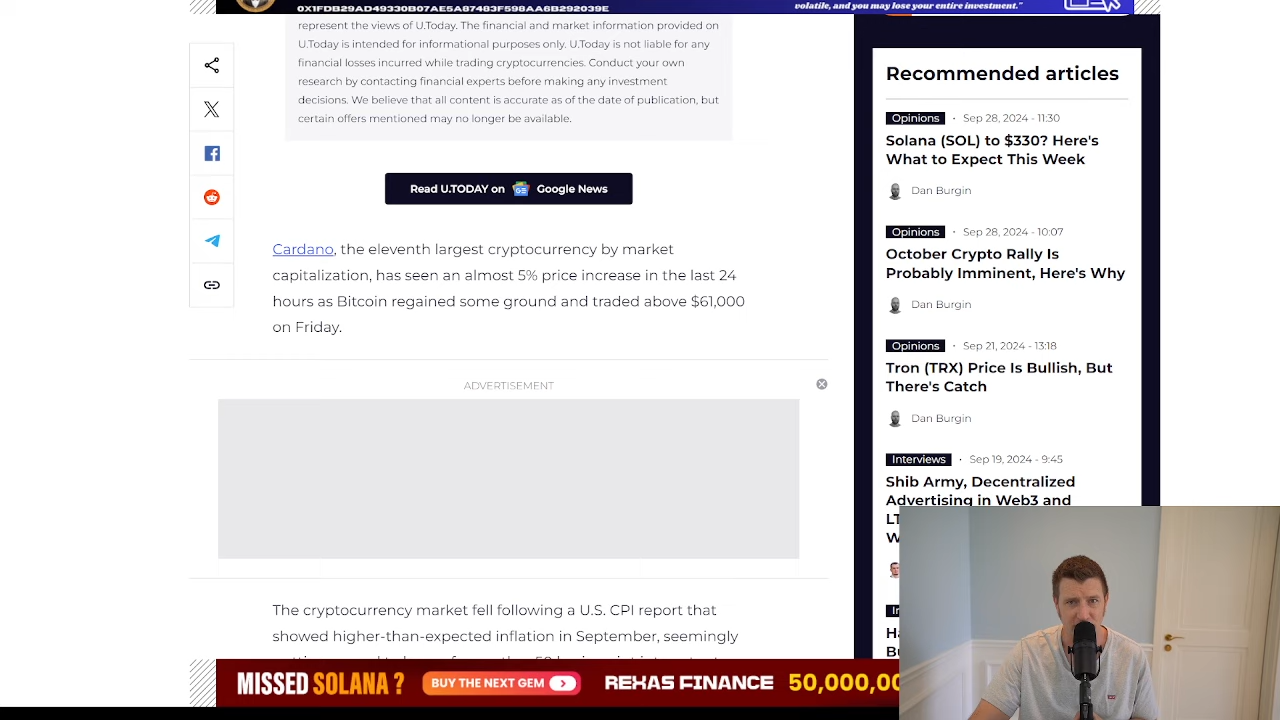 0X1FDB29AD49330B07AE5A87483F598AA6B292039E
volatile, and you may lose your entire investment."
represent the views of U.Today. The financial and market information provided on
U.Today is intended for informational purposes only. U.Today is not liable for any
financial losses incurred while trading cryptocurrencies. Conduct your own
research by contacting financial experts before making any investment
decisions. We believe that all content is accurate as of the date of publication, but
certain offers mentioned may no longer be available.
Read U.TODAY on Google News
Cardano, the eleventh largest cryptocurrency by market
capitalization, has seen an almost 5% price increase in the last 24
hours as Bitcoin regained some ground and traded above $61,000
on Friday.
ADVERTISEMENT
The cryptocurrency market fell following a U.S. CPI report that
showed higher-than-expected inflation in September, seemingly
Recommended articles
Opinions · Sep 28, 2024 - 11:30
Solana (SOL) to $330? Here's
What to Expect This Week
Dan Burgin
Opinions · Sep 28, 2024 - 10:07
October Crypto Rally Is
Probably Imminent, Here's Why
Dan Burgin
Opinions · Sep 21, 2024 - 13:18
Tron (TRX) Price Is Bullish, But
There's Catch
Dan Burgin
Interviews · Sep 19, 2024 - 9:45
Shib Army, Decentralized
Advertising in Web3 and
MISSED SOLANA ? BUY THE NEXT GEM REXAS FINANCE 50,000,0